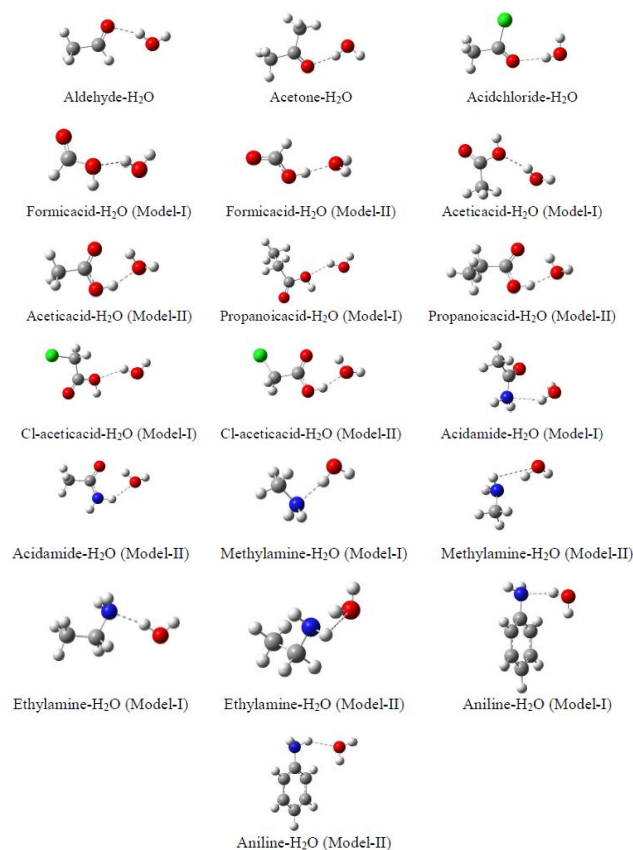 Aldehyde-H₂O
Acetone-H₂O
Acidchloride-H₂O
Formicacid-H₂O (Model-I)
Formicacid-H₂O (Model-II)
Aceticacid-H₂O (Model-I)
Aceticacid-H₂O (Model-II)
Propanoicacid-H₂O (Model-I)
Propanoicacid-H₂O (Model-II)
Cl-aceticacid-H₂O (Model-I)
Cl-aceticacid-H₂O (Model-II)
Acidamide-H₂O (Model-I)
Acidamide-H₂O (Model-II)
Methylamine-H₂O (Model-I)
Methylamine-H₂O (Model-II)
Ethylamine-H₂O (Model-I)
Ethylamine-H₂O (Model-II)
Aniline-H₂O (Model-I)
Aniline-H₂O (Model-II)